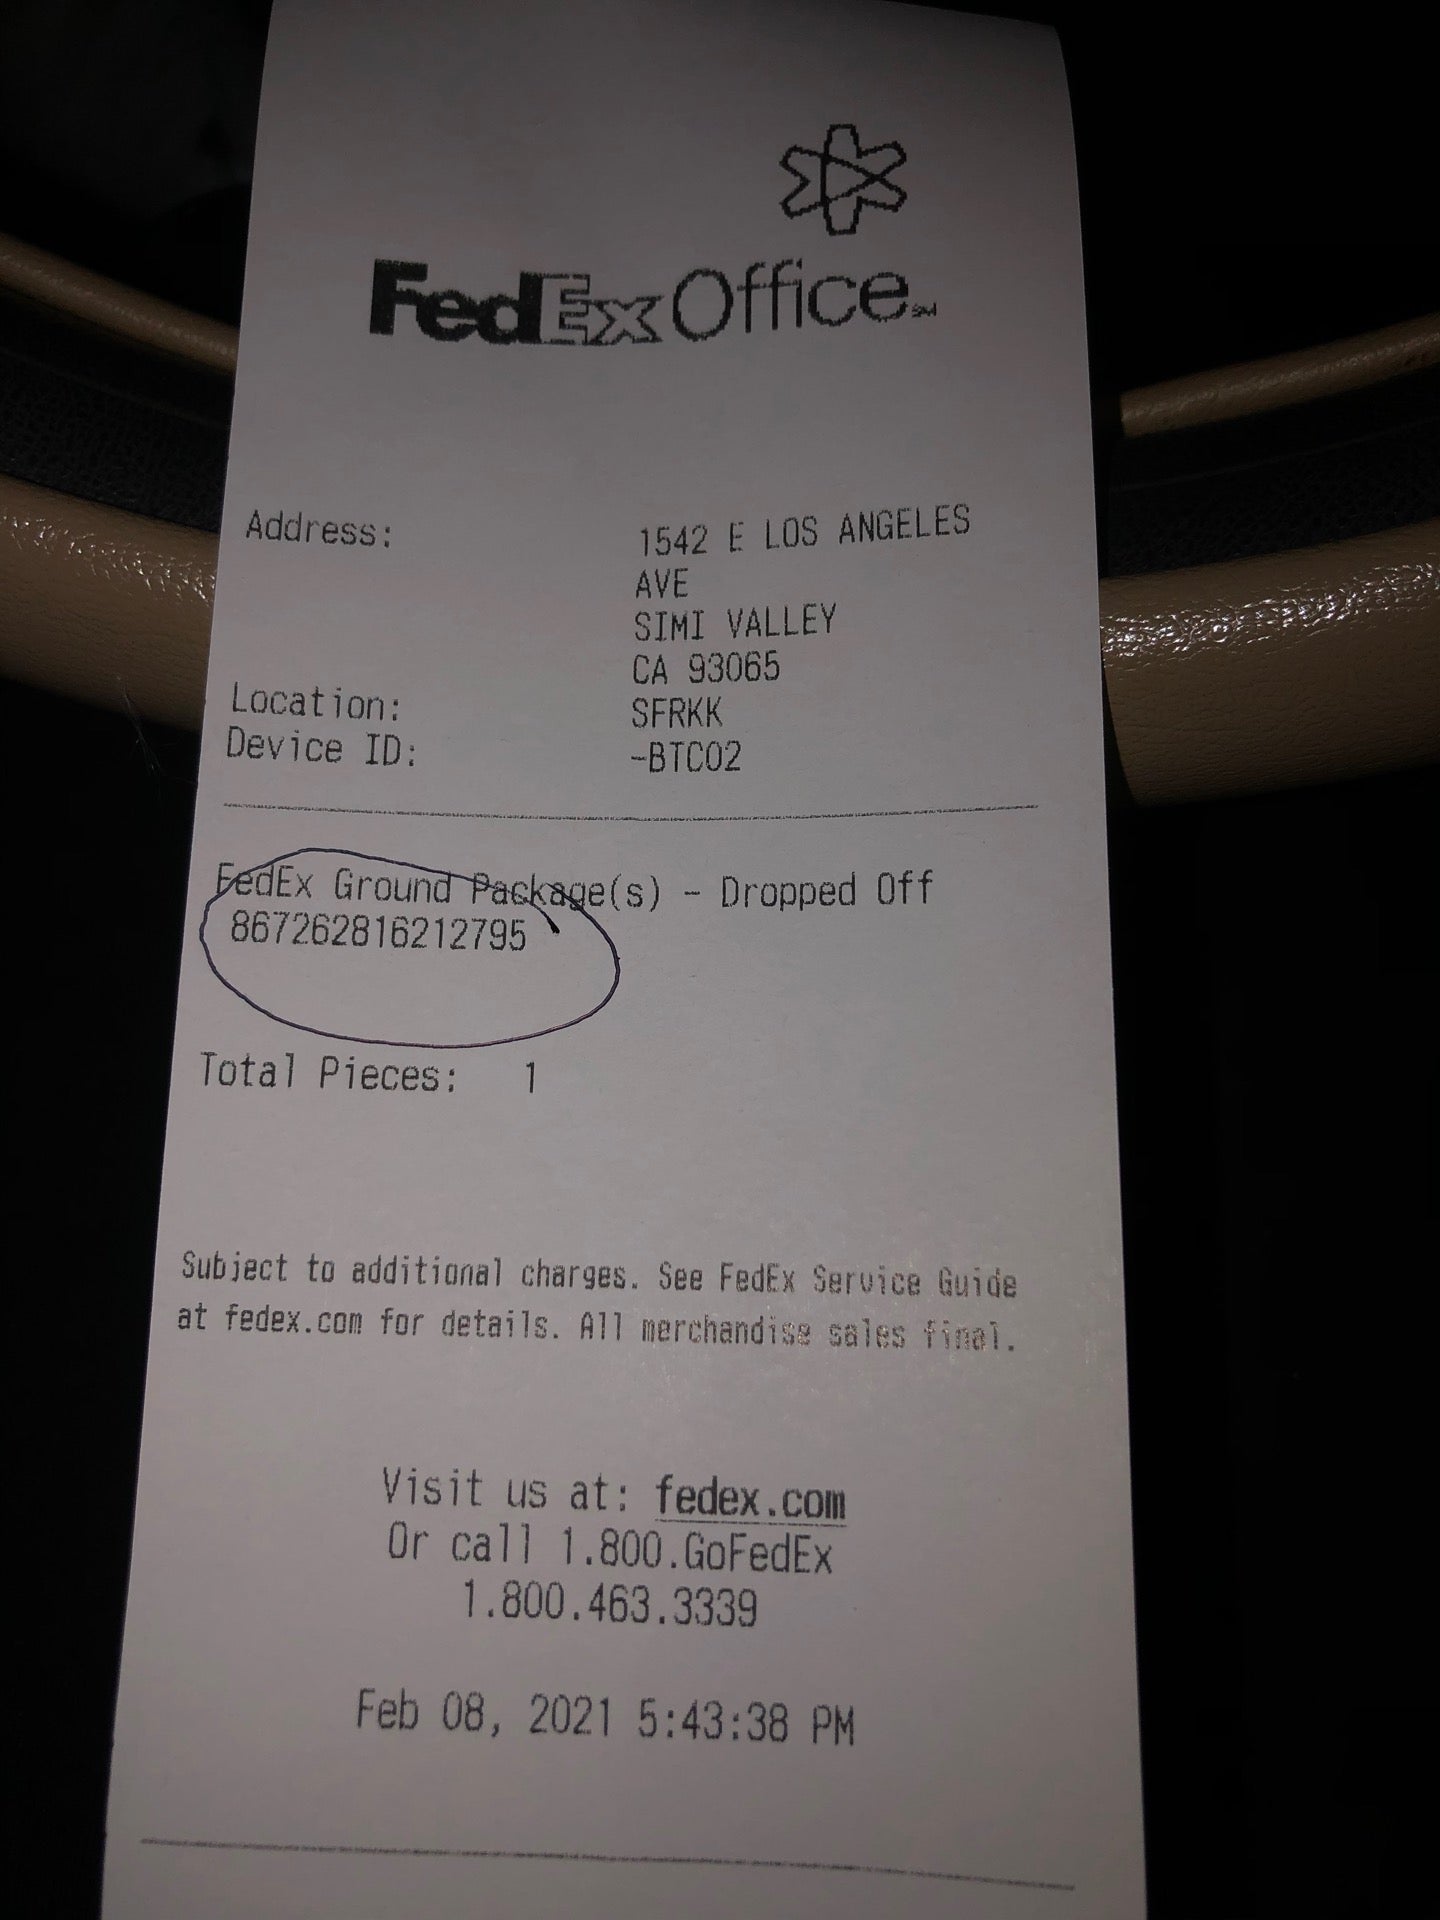 FedEx Office SM
Address: 1542 E LOS ANGELES
AVE
SIMI VALLEY
CA 93065
Location: SFRKK
Device ID: -BTC02
FedEx Ground Package(s) - Dropped Off
867262816212795
Total Pieces: 1
Subject to additional charges. See FedEx Service Guide
at fedex.com for details. All merchandise sales final.
Visit us at: fedex.com
Or call 1.800.GoFedEx
1.800.463.3339
Feb 08, 2021 5:43:38 PM